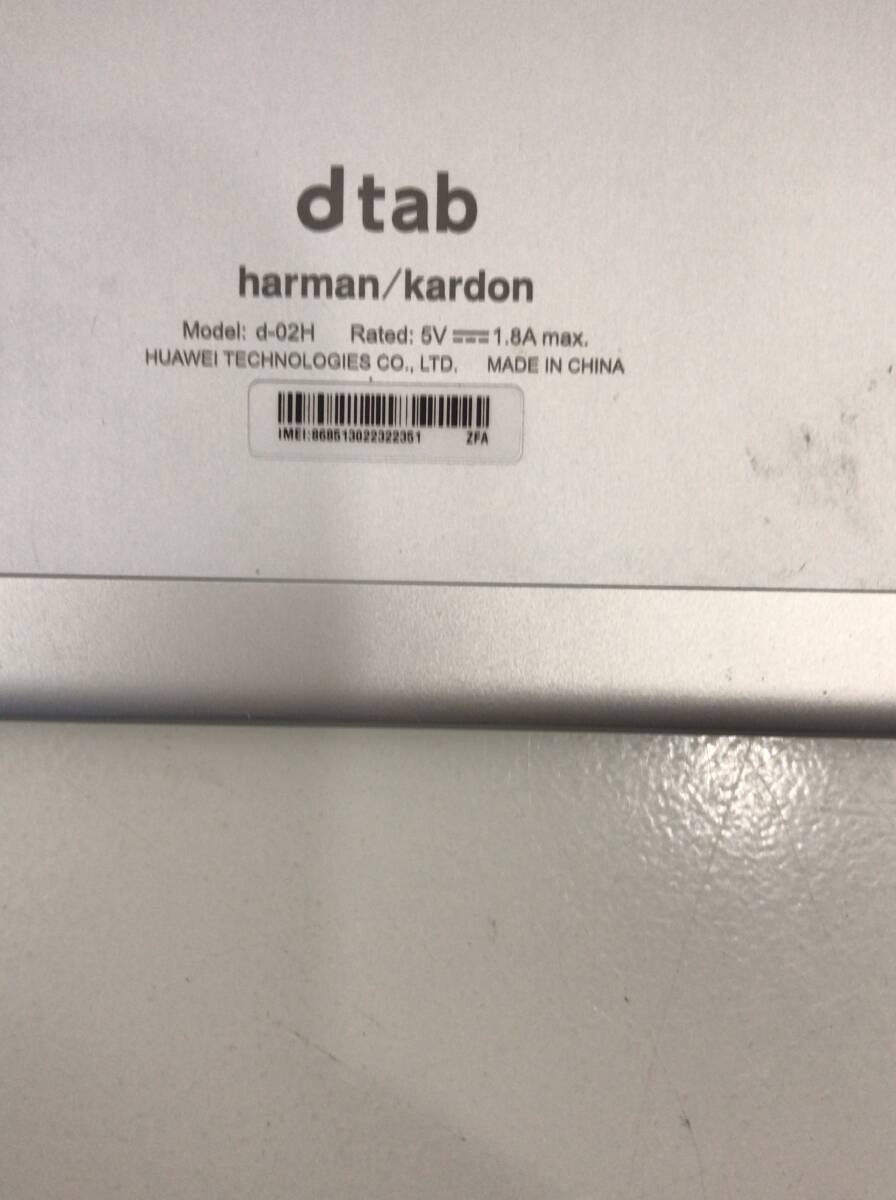 dtab
harman/kardon
Model: d-02H Rated: 5V ⎓ 1.8A max.
HUAWEI TECHNOLOGIES CO., LTD. MADE IN CHINA
IMEI:868513022322351 ZFA